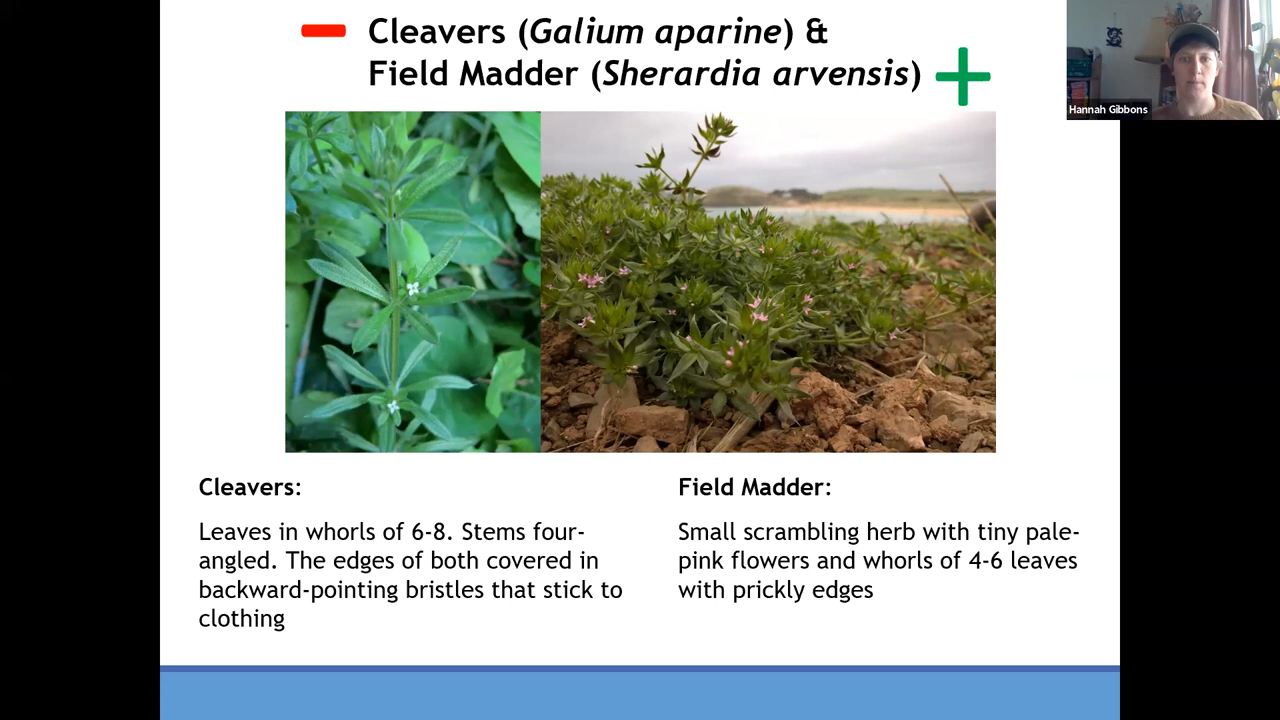 Cleavers (Galium aparine) &
Field Madder (Sherardia arvensis)
Hannah Gibbons
Cleavers:
Leaves in whorls of 6-8. Stems four-
angled. The edges of both covered in
backward-pointing bristles that stick to
clothing
Field Madder:
Small scrambling herb with tiny pale-
pink flowers and whorls of 4-6 leaves
with prickly edges